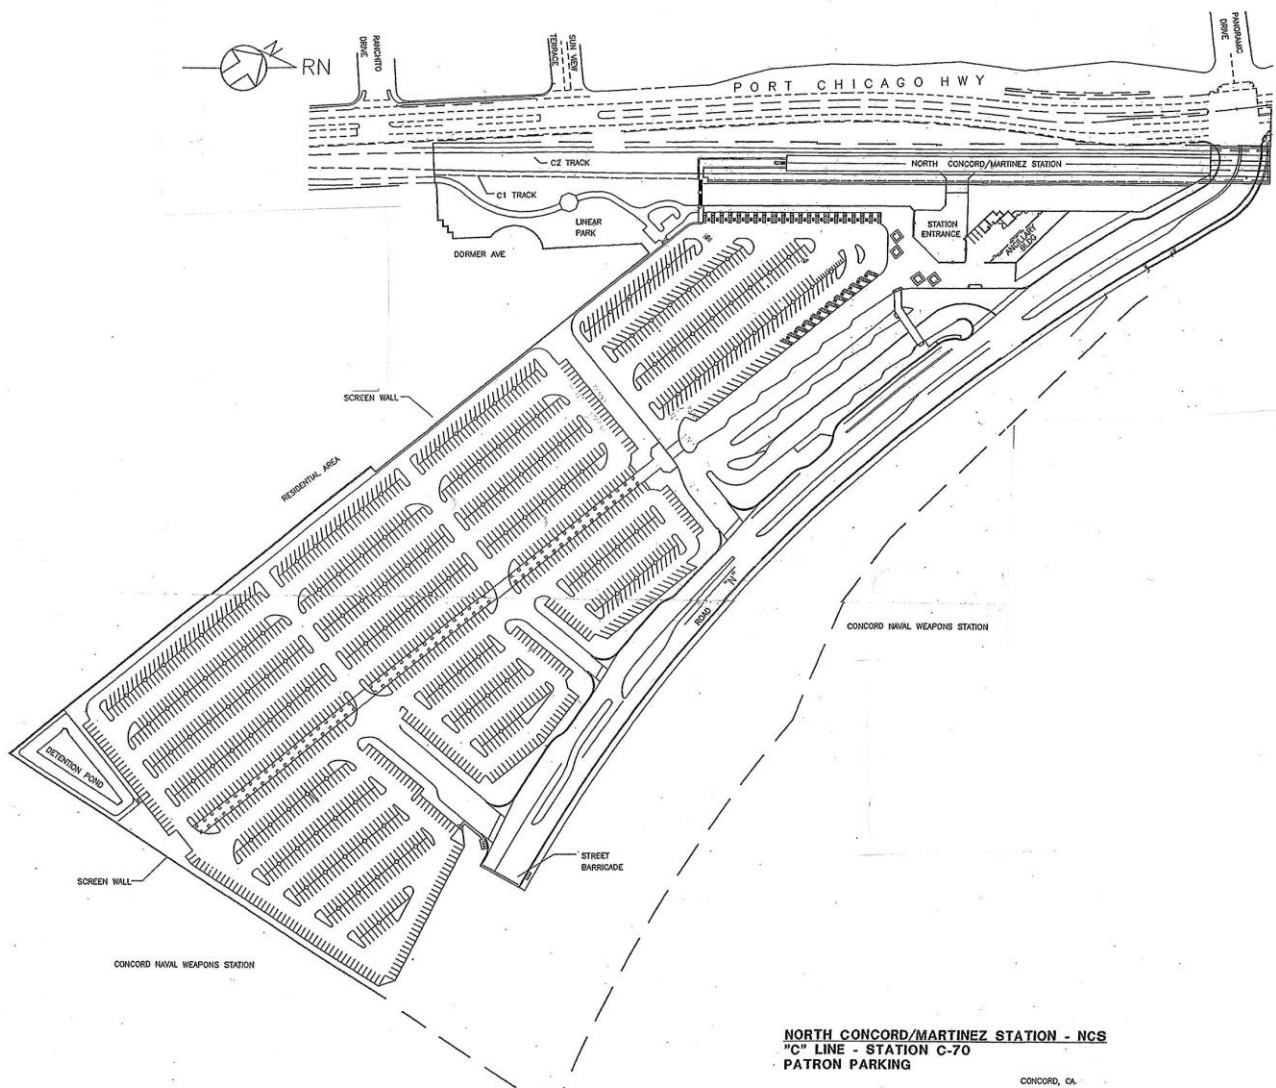 RANCHITO
DRIVE
SUN VIEW
TERRACE
PANORAMIC
DRIVE
N
RN
PORT CHICAGO HWY
C2 TRACK
NORTH CONCORD/MARTINEZ STATION
C1 TRACK
LINEAR
PARK
STATION
ENTRANCE
ANCILLARY
BLDG
DORMER AVE
SCREEN WALL
RESIDENTIAL AREA
ROAD "N"
CONCORD NAVAL WEAPONS STATION
DETENTION POND
STREET
BARRICADE
SCREEN WALL
CONCORD NAVAL WEAPONS STATION
NORTH CONCORD/MARTINEZ STATION - NCS
"C" LINE - STATION C-70
PATRON PARKING
CONCORD, CA.